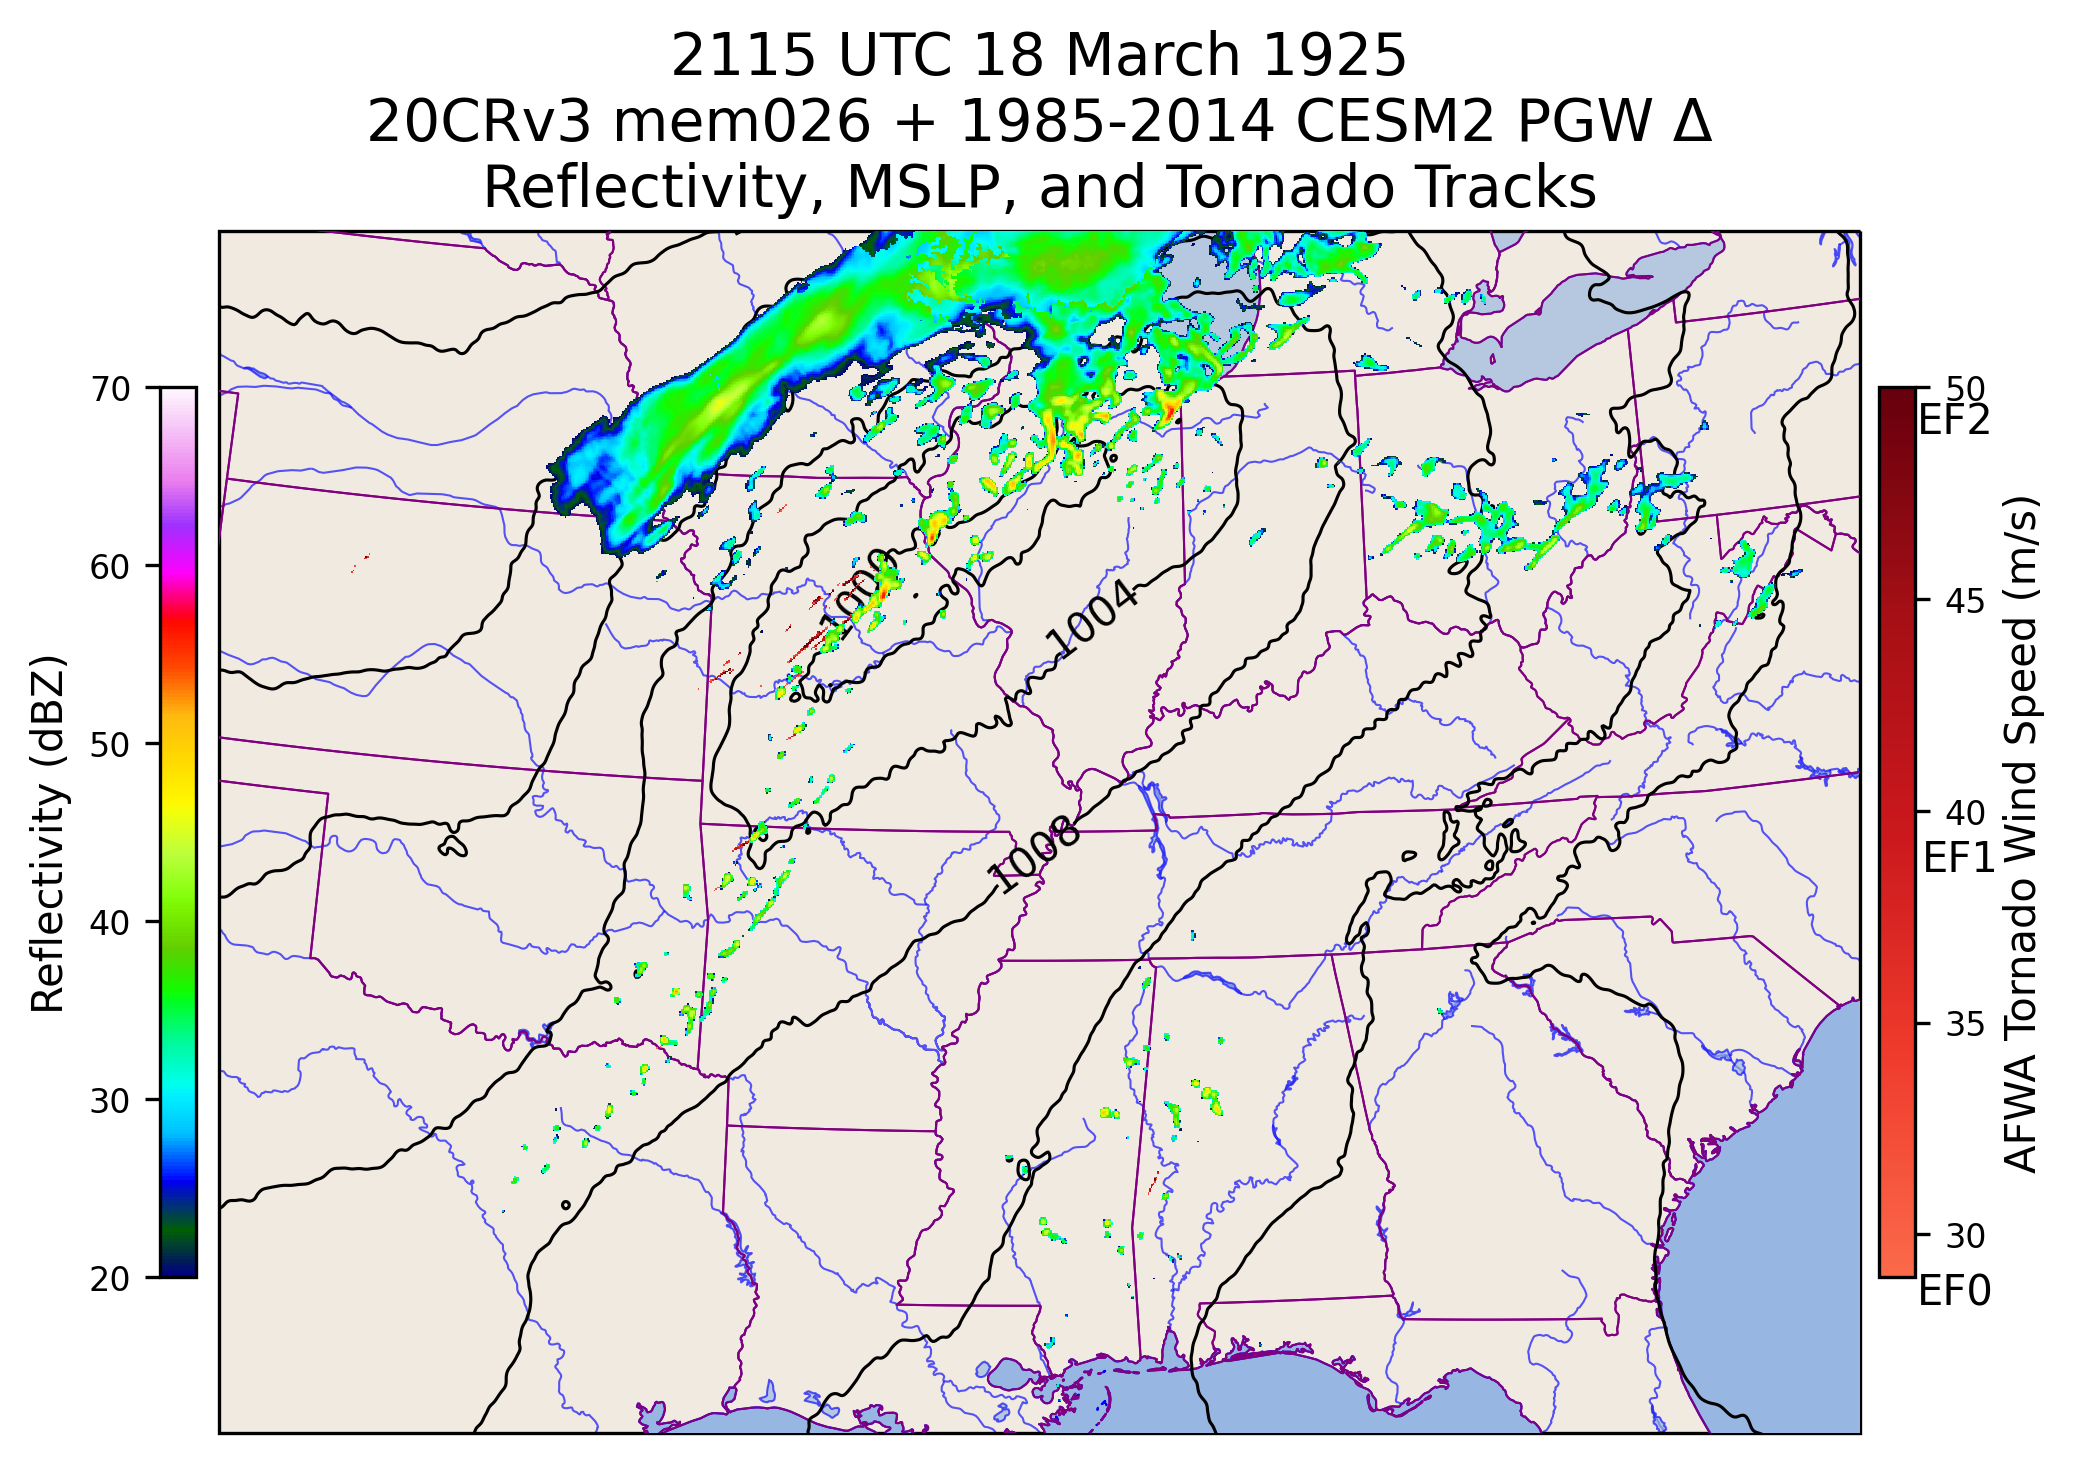 2115 UTC 18 March 1925
20CRv3 mem026 + 1985-2014 CESM2 PGW Δ
Reflectivity, MSLP, and Tornado Tracks
Reflectivity (dBZ)
70
60
50
40
30
20
1000
1004
1008
50
EF2
45
40
EF1
35
30
EF0
AFWA Tornado Wind Speed (m/s)